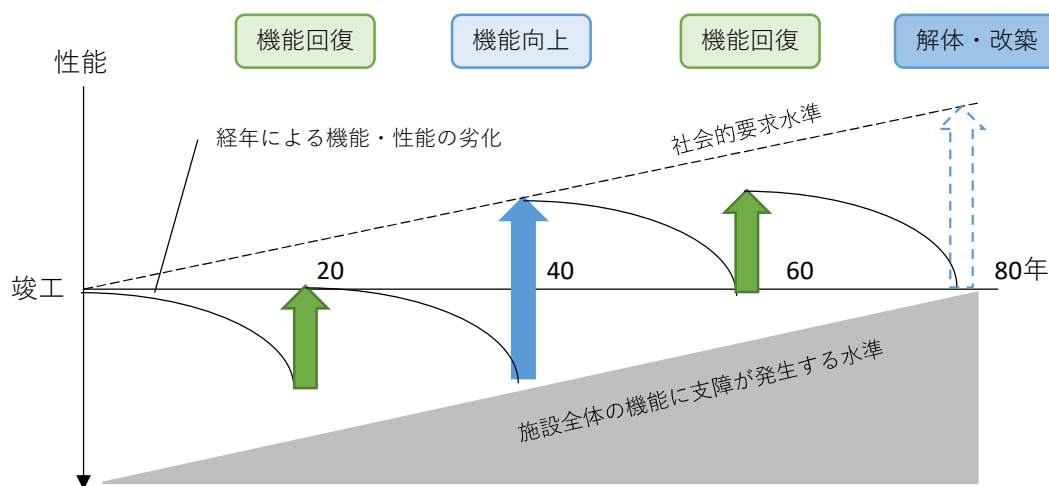 機能回復
機能向上
機能回復
解体・改築
性能
経年による機能・性能の劣化
社会的要求水準
竣工
20
40
60
80年
施設全体の機能に支障が発生する水準